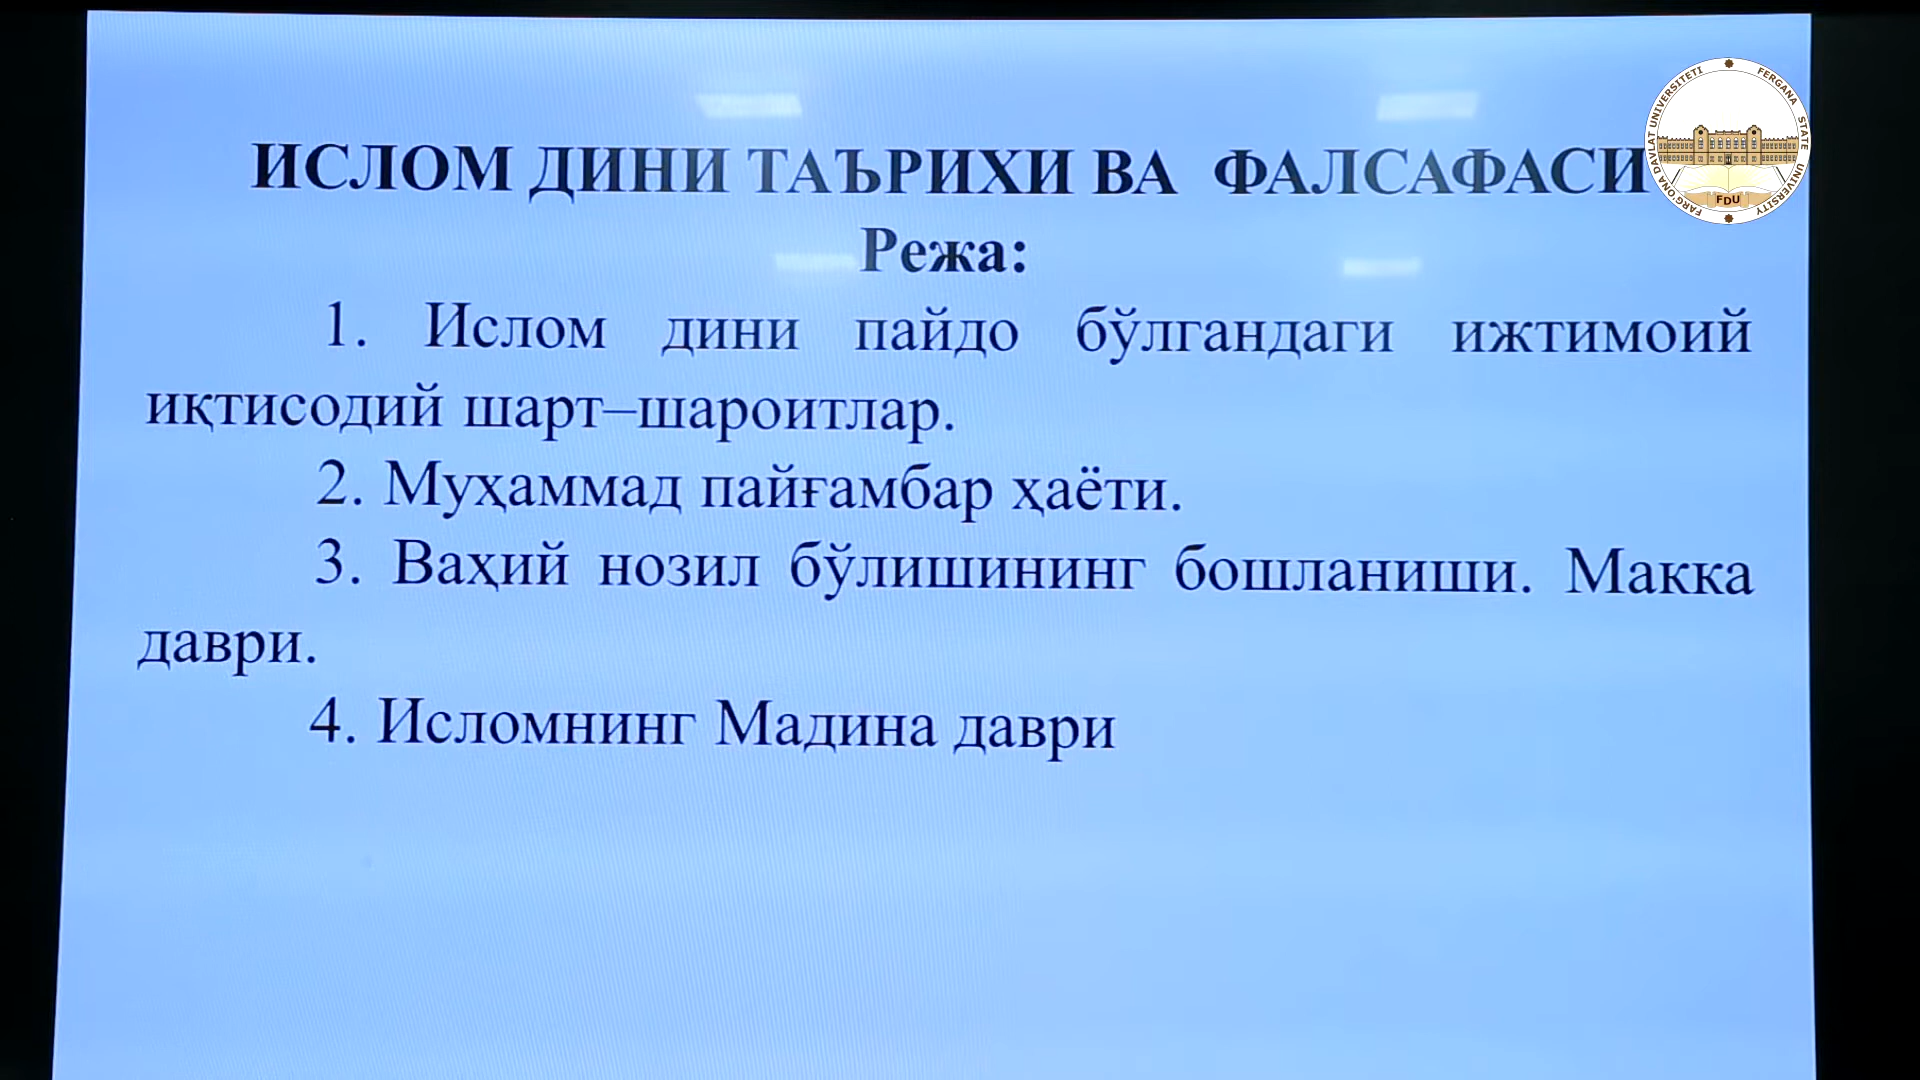 ИСЛОМ ДИНИ ТАЪРИХИ ВА ФАЛСАФАСИ
Режа:
1. Ислом дини пайдо бўлгандаги ижтимоий
иқтисодий шарт–шароитлар.
2. Муҳаммад пайғамбар ҳаёти.
3. Ваҳий нозил бўлишининг бошланиши. Макка
даври.
4. Исломнинг Мадина даври
FARG'ONA DAVLAT UNIVERSITETI
FERGANA STATE UNIVERSITY
FDU